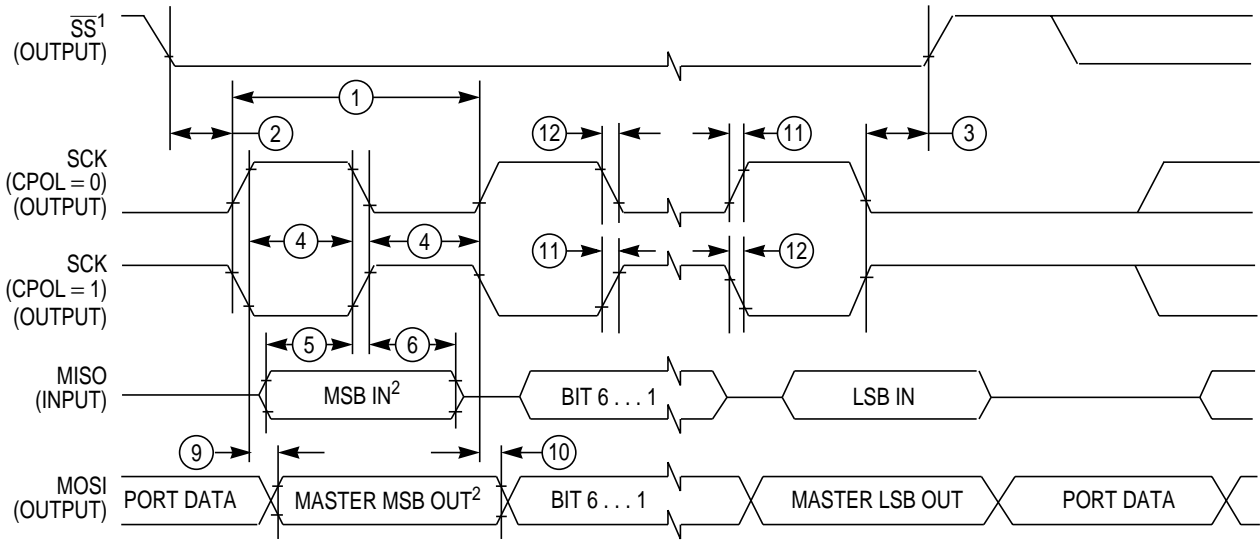 SS¹
(OUTPUT)
1
2
12
11
3
SCK
(CPOL = 0)
(OUTPUT)
4
4
11
12
SCK
(CPOL = 1)
(OUTPUT)
5
6
MISO
(INPUT)
MSB IN²
BIT 6 . . . 1
LSB IN
9
10
MOSI
(OUTPUT)
PORT DATA
MASTER MSB OUT²
BIT 6 . . . 1
MASTER LSB OUT
PORT DATA